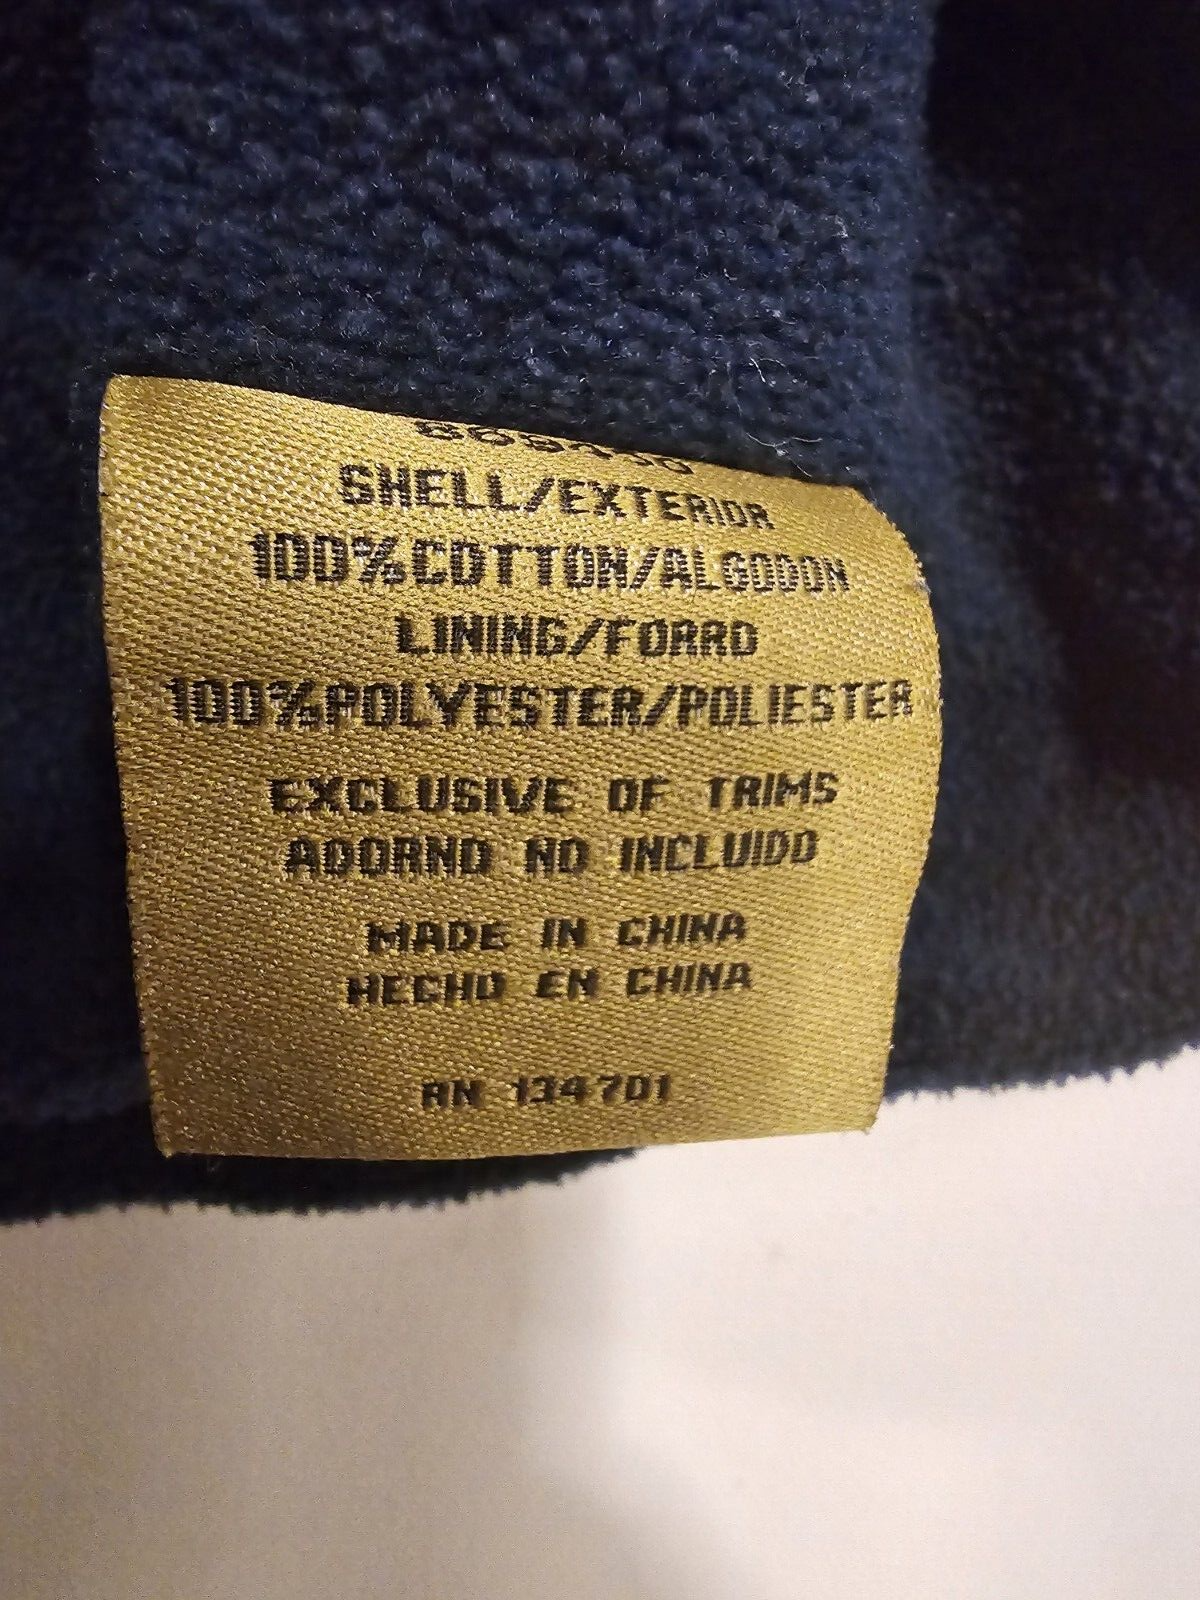 SHELL/EXTERIOR
100%COTTON/ALGODON
LINING/FORRO
100%POLYESTER/POLIESTER
EXCLUSIVE OF TRIMS
ADORNO NO INCLUIDO
MADE IN CHINA
HECHO EN CHINA
RN 134701